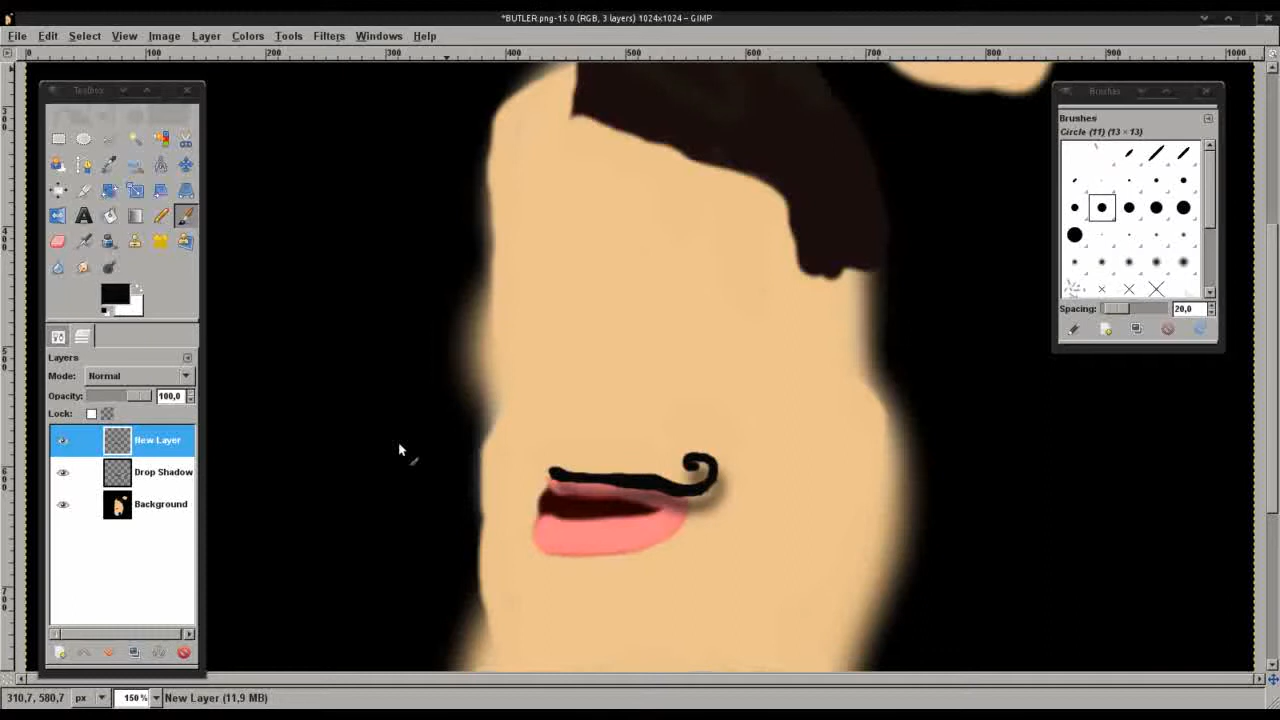 *BUTLER.png-15.0 (RGB, 3 layers) 1024x1024 – GIMP
File Edit Select View Image Layer Colors Tools Filters Windows Help
0 100 200 300 400 500 600 700 800 900 1000
Toolbox
Brushes
Brushes
Circle (11) (13 × 13)
Spacing: 20,0
Layers
Mode: Normal
Opacity: 100,0
Lock:
New Layer
Drop Shadow
Background
310,7, 580,7 px 150% New Layer (11,9 MB)